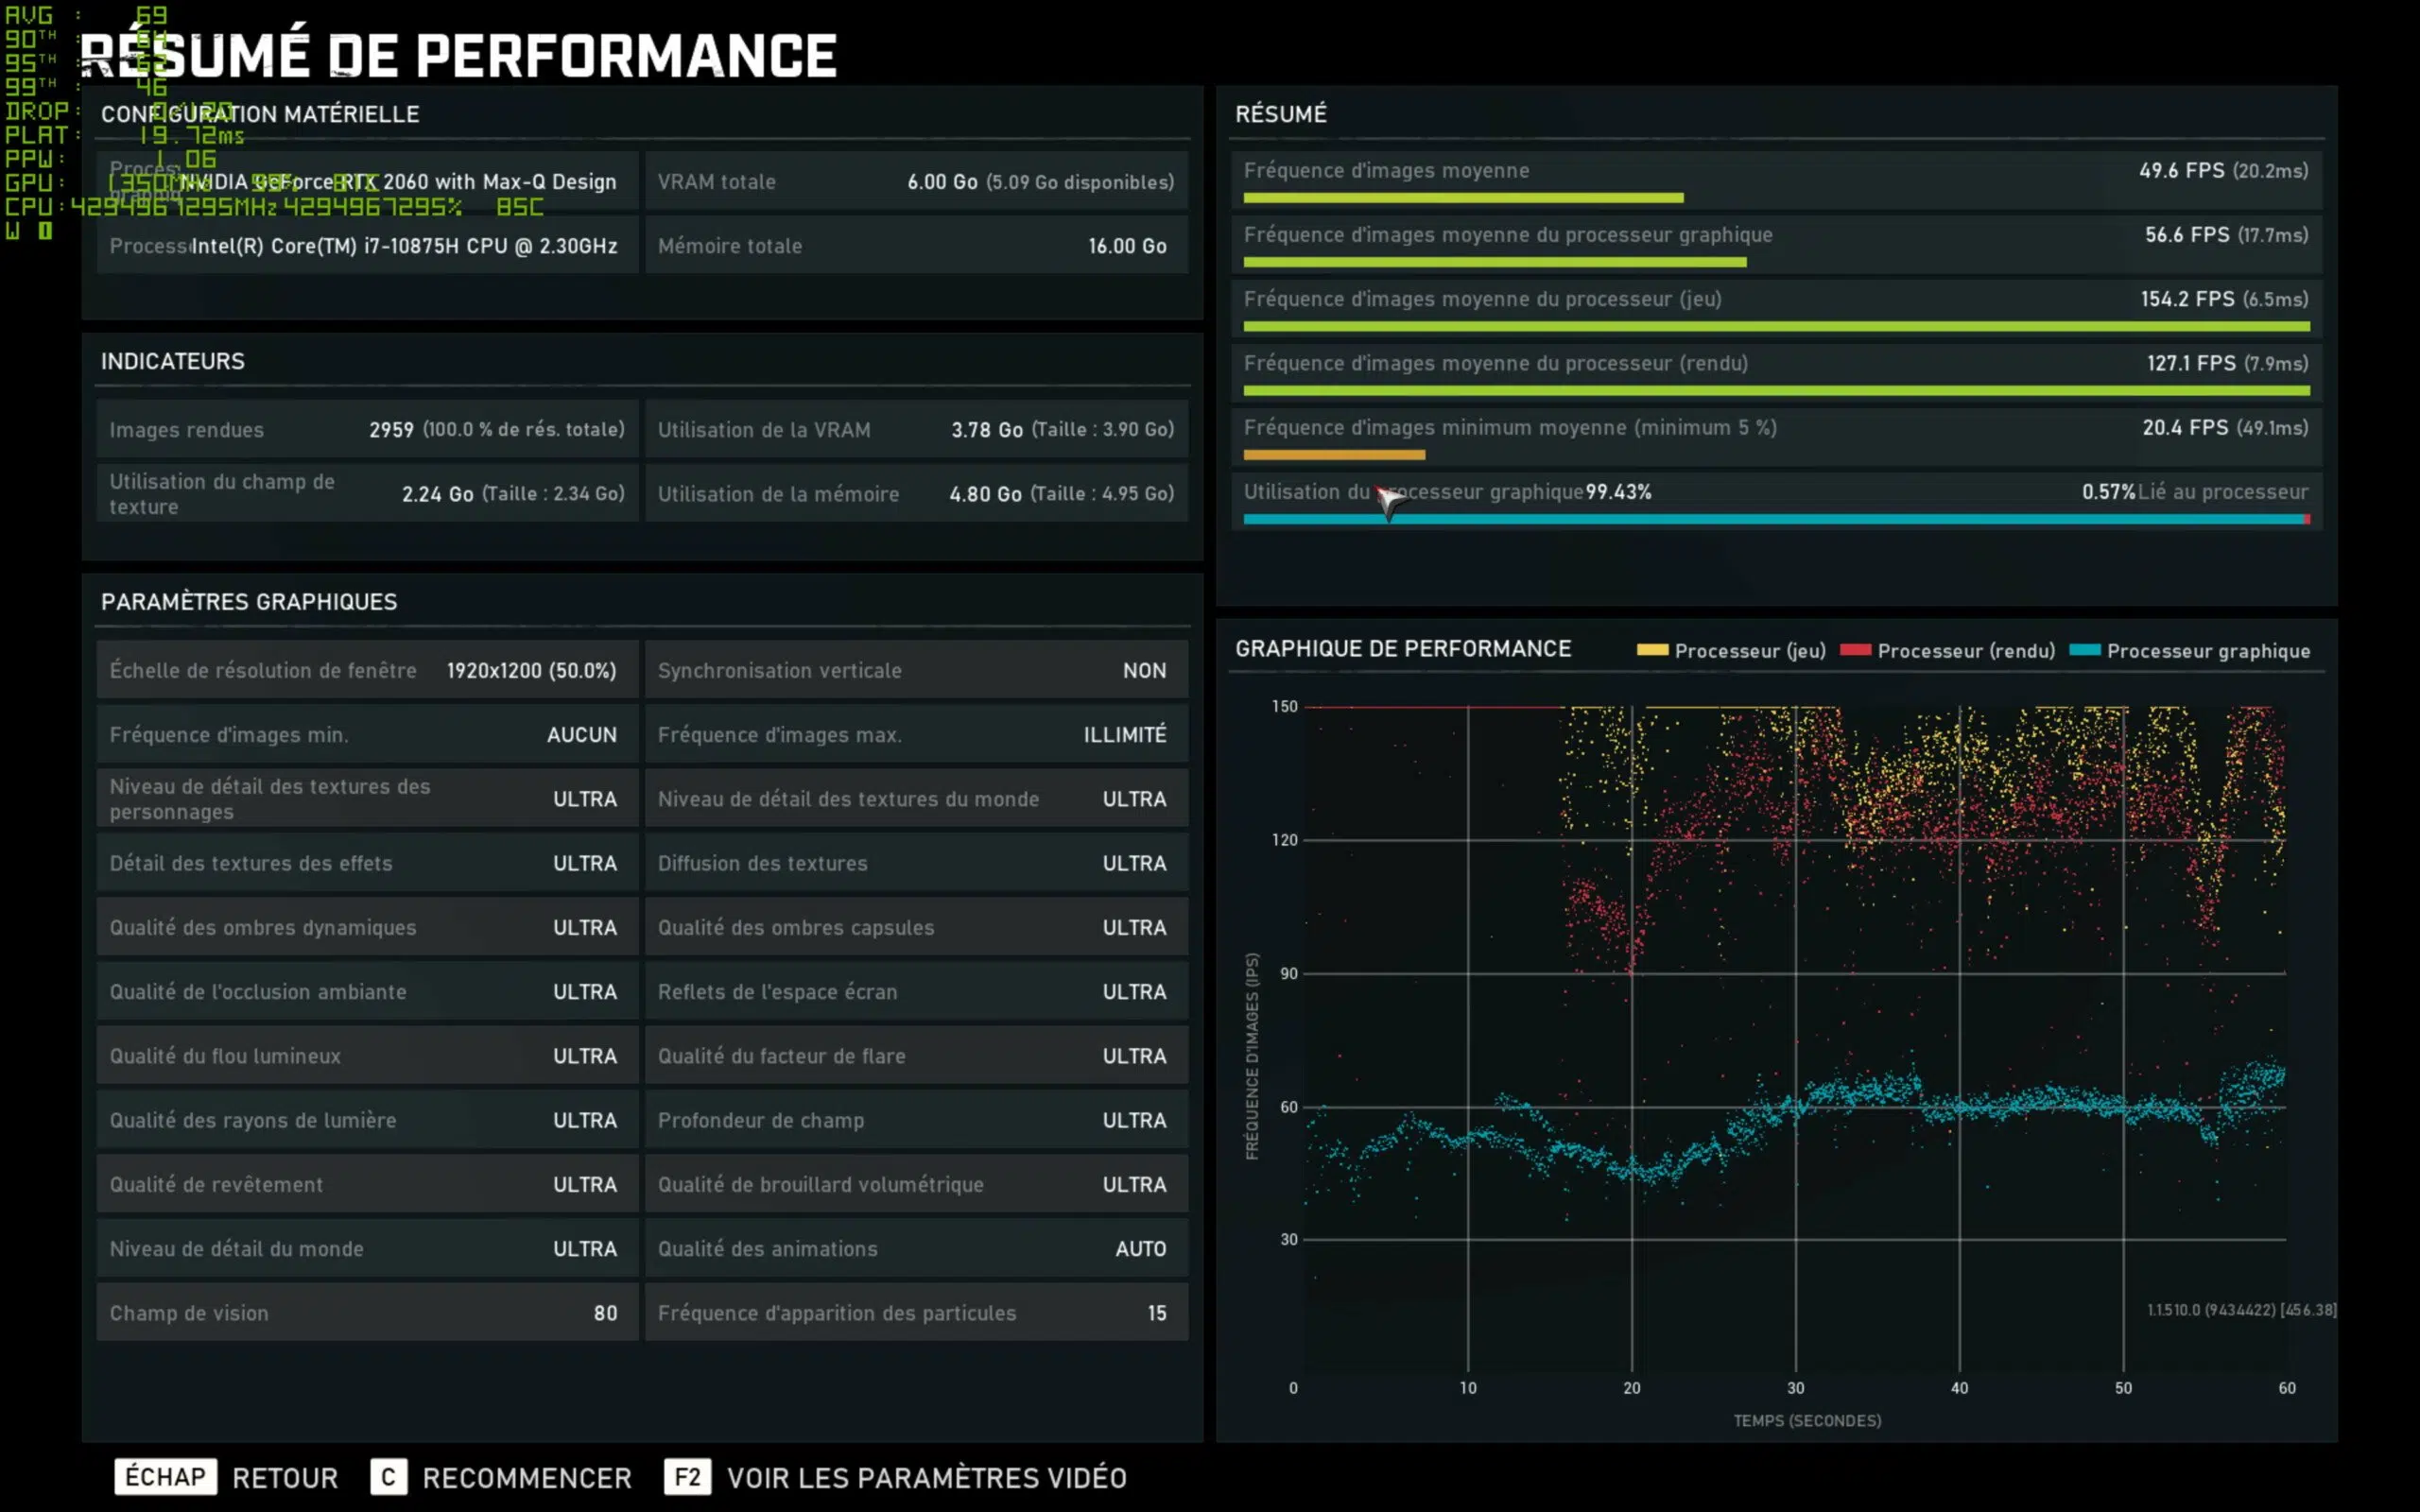 AVG : 69
90TH : 64
95TH : 62
99TH : 46
DROP: 0/120
PLAT: 19.72ms
PPW: 1.06
GPU: 1350MHz 99% 81C
CPU:4294967295MHz4294967295% 85C
W
RÉSUMÉ DE PERFORMANCE
CONFIGURATION MATÉRIELLE
NVIDIA GeForce RTX 2060 with Max-Q Design
VRAM totale 6.00 Go (5.09 Go disponibles)
Intel(R) Core(TM) i7-10875H CPU @ 2.30GHz
Mémoire totale 16.00 Go
INDICATEURS
Images rendues 2959 (100.0 % de rés. totale)
Utilisation de la VRAM 3.78 Go (Taille : 3.90 Go)
Utilisation du champ de
texture 2.24 Go (Taille : 2.34 Go)
Utilisation de la mémoire 4.80 Go (Taille : 4.95 Go)
PARAMÈTRES GRAPHIQUES
Échelle de résolution de fenêtre 1920x1200 (50.0%)
Synchronisation verticale NON
Fréquence d'images min. AUCUN
Fréquence d'images max. ILLIMITÉ
Niveau de détail des textures des
personnages ULTRA
Niveau de détail des textures du monde ULTRA
Détail des textures des effets ULTRA
Diffusion des textures ULTRA
Qualité des ombres dynamiques ULTRA
Qualité des ombres capsules ULTRA
Qualité de l'occlusion ambiante ULTRA
Reflets de l'espace écran ULTRA
Qualité du flou lumineux ULTRA
Qualité du facteur de flare ULTRA
Qualité des rayons de lumière ULTRA
Profondeur de champ ULTRA
Qualité de revêtement ULTRA
Qualité de brouillard volumétrique ULTRA
Niveau de détail du monde ULTRA
Qualité des animations AUTO
Champ de vision 80
Fréquence d'apparition des particules 15
RÉSUMÉ
Fréquence d'images moyenne 49.6 FPS (20.2ms)
Fréquence d'images moyenne du processeur graphique 56.6 FPS (17.7ms)
Fréquence d'images moyenne du processeur (jeu) 154.2 FPS (6.5ms)
Fréquence d'images moyenne du processeur (rendu) 127.1 FPS (7.9ms)
Fréquence d'images minimum moyenne (minimum 5 %) 20.4 FPS (49.1ms)
Utilisation du processeur graphique 99.43% 0.57% Lié au processeur
GRAPHIQUE DE PERFORMANCE
Processeur (jeu) Processeur (rendu) Processeur graphique
150
120
90
60
30
FRÉQUENCE D'IMAGES (IPS)
1.1.510.0 (9434422) [456.38]
0 10 20 30 40 50 60
TEMPS (SECONDES)
ÉCHAP RETOUR C RECOMMENCER F2 VOIR LES PARAMÈTRES VIDÉO